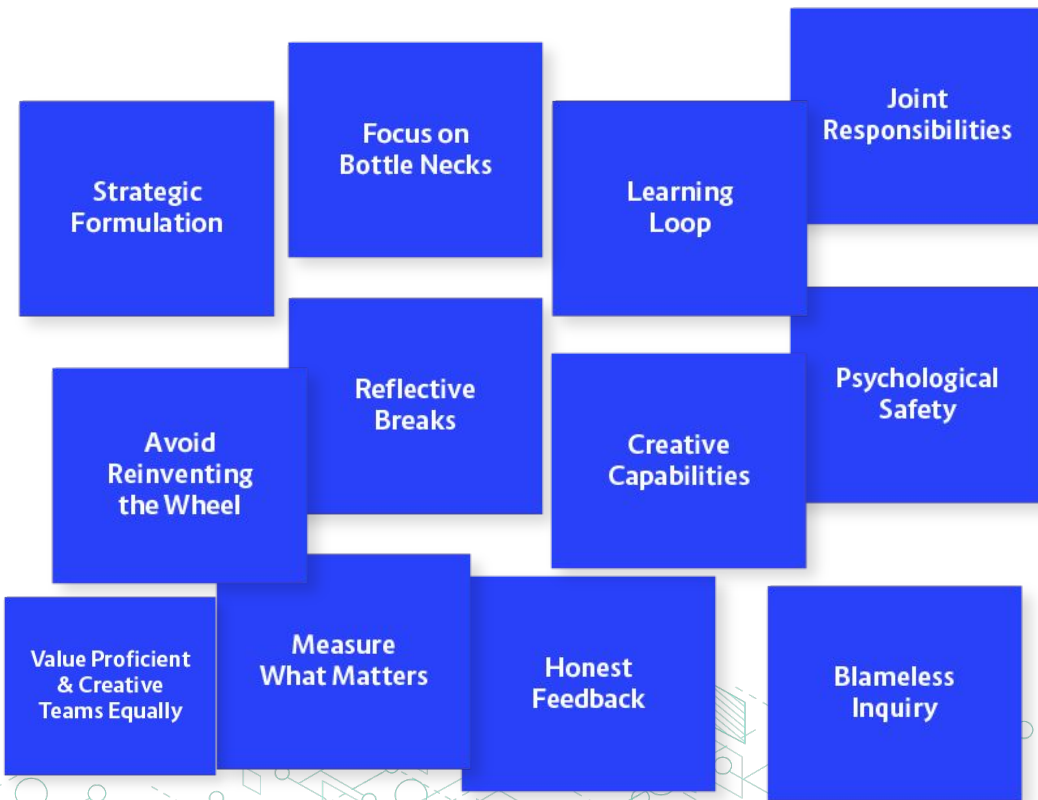 Strategic
Formulation
Focus on
Bottle Necks
Learning
Loop
Joint
Responsibilities
Avoid
Reinventing
the Wheel
Reflective
Breaks
Creative
Capabilities
Psychological
Safety
Value Proficient
& Creative
Teams Equally
Measure
What Matters
Honest
Feedback
Blameless
Inquiry